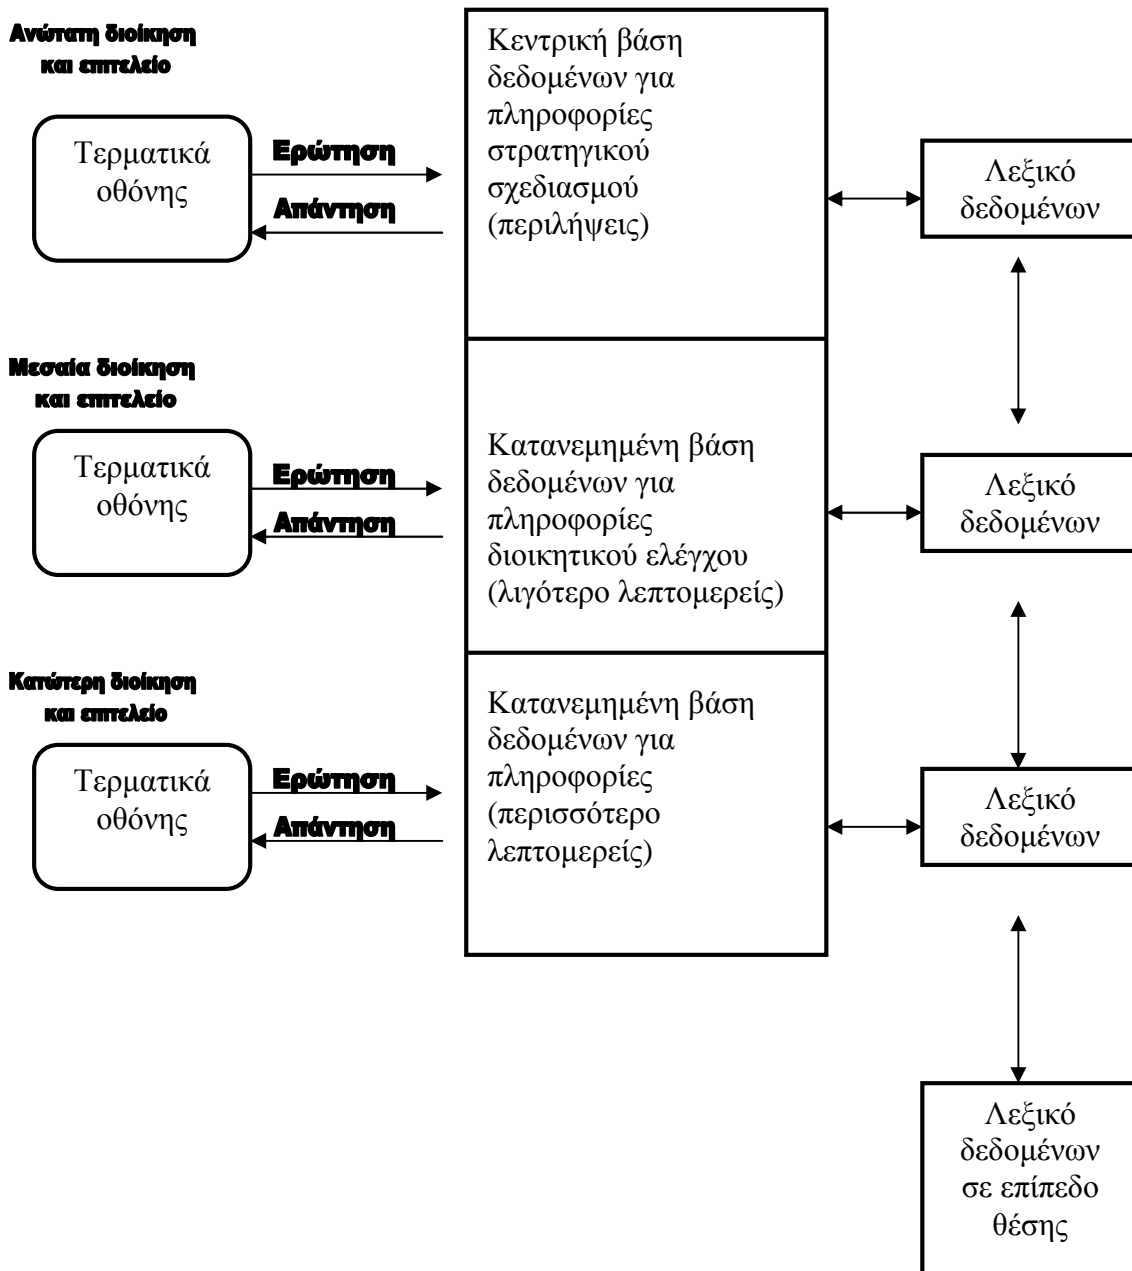 Ανώτατη διοίκηση
και επιτελείο
Τερματικά
οθόνης
Ερώτηση
Απάντηση
Κεντρική βάση
δεδομένων για
πληροφορίες
στρατηγικού
σχεδιασμού
(περιλήψεις)
Λεξικό
δεδομένων
Μεσαία διοίκηση
και επιτελείο
Τερματικά
οθόνης
Ερώτηση
Απάντηση
Κατανεμημένη βάση
δεδομένων για
πληροφορίες
διοικητικού ελέγχου
(λιγότερο λεπτομερείς)
Λεξικό
δεδομένων
Κατώτερη διοίκηση
και επιτελείο
Τερματικά
οθόνης
Ερώτηση
Απάντηση
Κατανεμημένη βάση
δεδομένων για
πληροφορίες
(περισσότερο
λεπτομερείς)
Λεξικό
δεδομένων
Λεξικό
δεδομένων
σε επίπεδο
θέσης